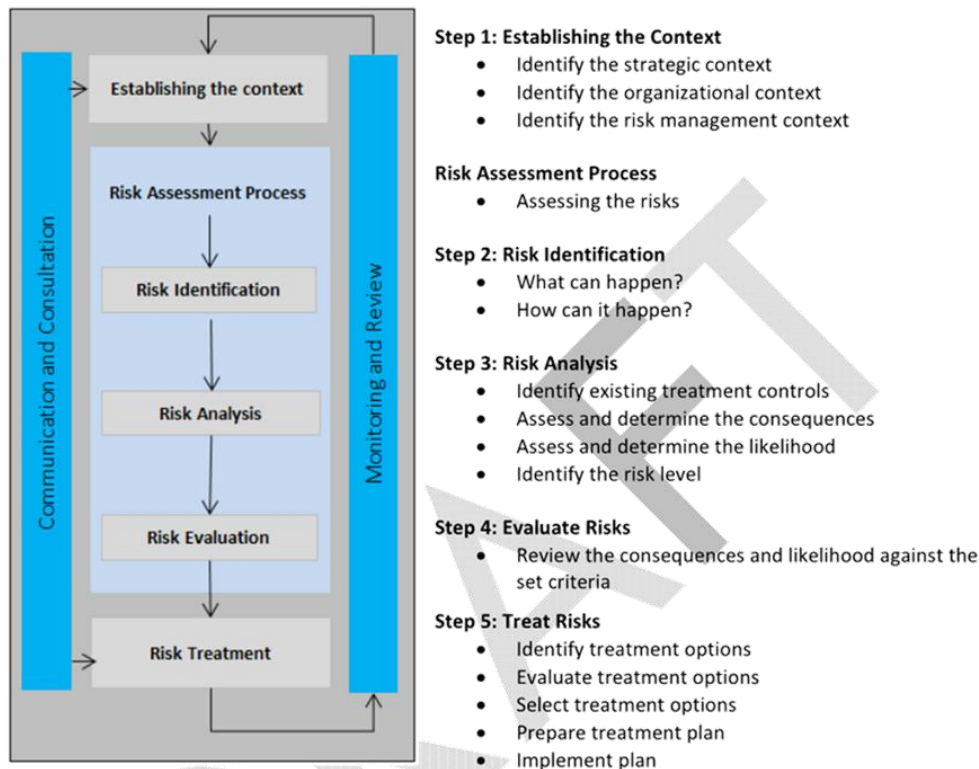 Communication and Consultation
Establishing the context
Risk Assessment Process
Risk Identification
Risk Analysis
Risk Evaluation
Risk Treatment
Monitoring and Review
Step 1: Establishing the Context
• Identify the strategic context
• Identify the organizational context
• Identify the risk management context
Risk Assessment Process
• Assessing the risks
Step 2: Risk Identification
• What can happen?
• How can it happen?
Step 3: Risk Analysis
• Identify existing treatment controls
• Assess and determine the consequences
• Assess and determine the likelihood
• Identify the risk level
Step 4: Evaluate Risks
• Review the consequences and likelihood against the
set criteria
Step 5: Treat Risks
• Identify treatment options
• Evaluate treatment options
• Select treatment options
• Prepare treatment plan
• Implement plan
AFT